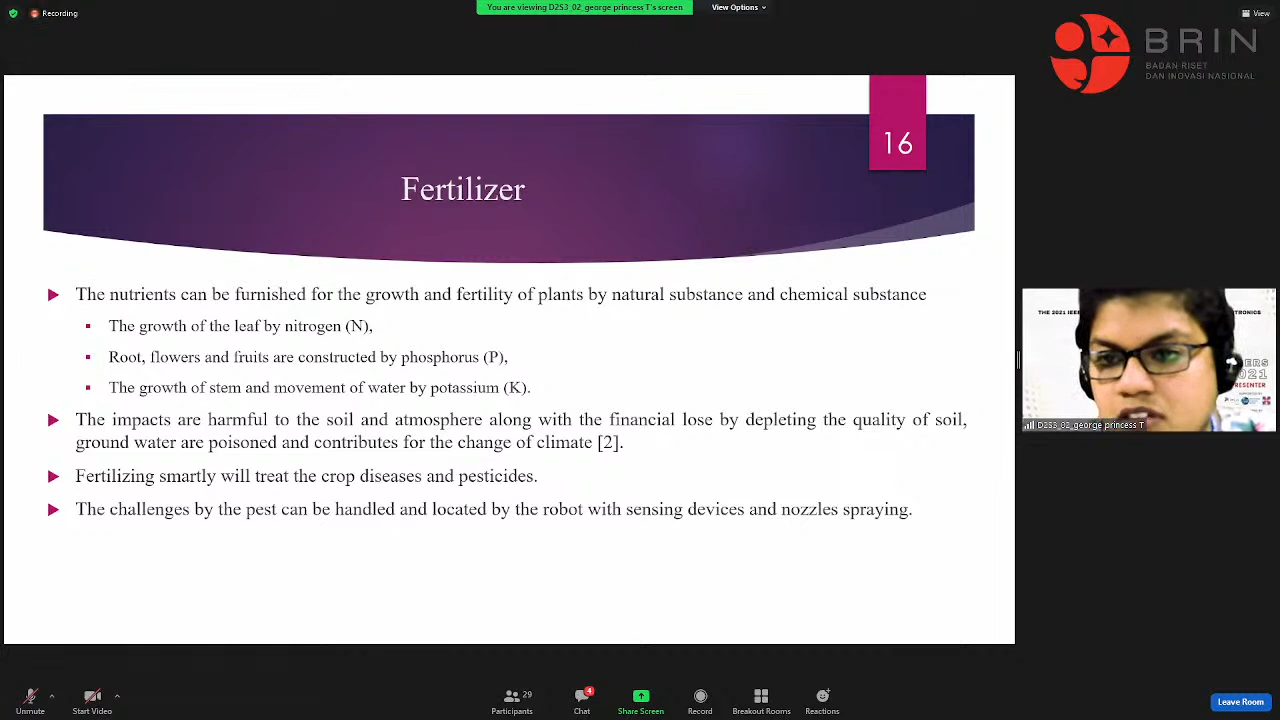 Recording
You are viewing D2S3_02_george princess T's screen
View Options
View
BRIN
BADAN RISET
DAN INOVASI NASIONAL
16
Fertilizer
The nutrients can be furnished for the growth and fertility of plants by natural substance and chemical substance
The growth of the leaf by nitrogen (N),
Root, flowers and fruits are constructed by phosphorus (P),
The growth of stem and movement of water by potassium (K).
The impacts are harmful to the soil and atmosphere along with the financial lose by depleting the quality of soil,
ground water are poisoned and contributes for the change of climate [2].
Fertilizing smartly will treat the crop diseases and pesticides.
The challenges by the pest can be handled and located by the robot with sensing devices and nozzles spraying.
THE 2021 IEEE
TRONICS
ERS
2021
RESENTER
D2S3_02_george princess T
Unmute
Start Video
29
Participants
4
Chat
Share Screen
Record
Breakout Rooms
Reactions
Leave Room